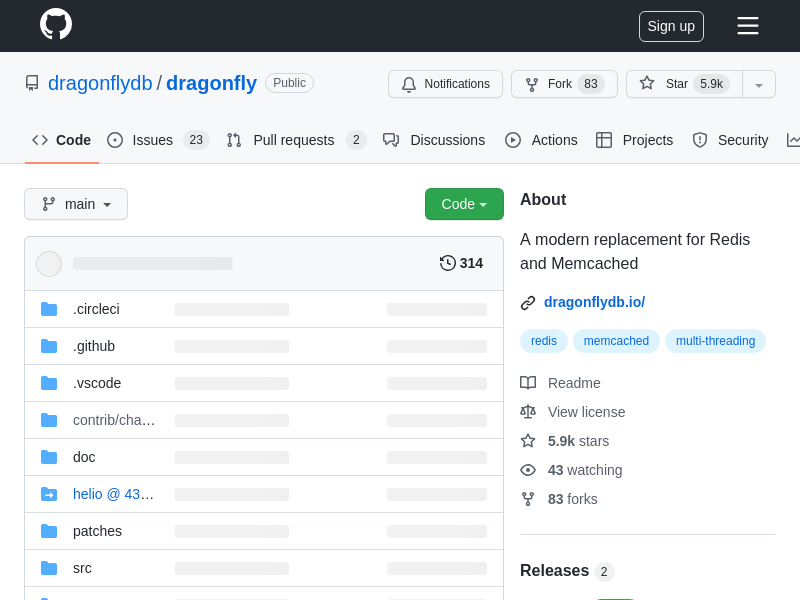 Sign up
dragonflydb / dragonfly Public
Notifications
Fork 83
Star 5.9k
Code
Issues 23
Pull requests 2
Discussions
Actions
Projects
Security
main
Code
314
.circleci
.github
.vscode
contrib/cha…
doc
helio @ 43…
patches
src
About
A modern replacement for Redis
and Memcached
dragonflydb.io/
redis memcached multi-threading
Readme
View license
5.9k stars
43 watching
83 forks
Releases 2